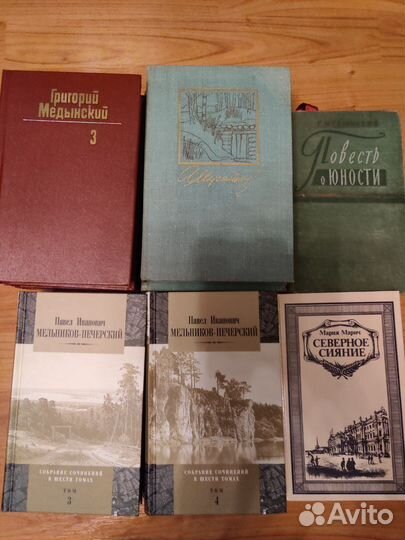 Григорий
Медынский
3
Г. МЕДЫНСКИЙ
Повесть
о ЮНОСТИ
Павел Иванович
МЕЛЬНИКОВ-ПЕЧЕРСКИЙ
СОБРАНИЕ СОЧИНЕНИЙ
В ШЕСТИ ТОМАХ
ТОМ
3
Павел Иванович
МЕЛЬНИКОВ-ПЕЧЕРСКИЙ
СОБРАНИЕ СОЧИНЕНИЙ
В ШЕСТИ ТОМАХ
ТОМ
4
Мария Марич
СЕВЕРНОЕ
СИЯНИЕ
Avito